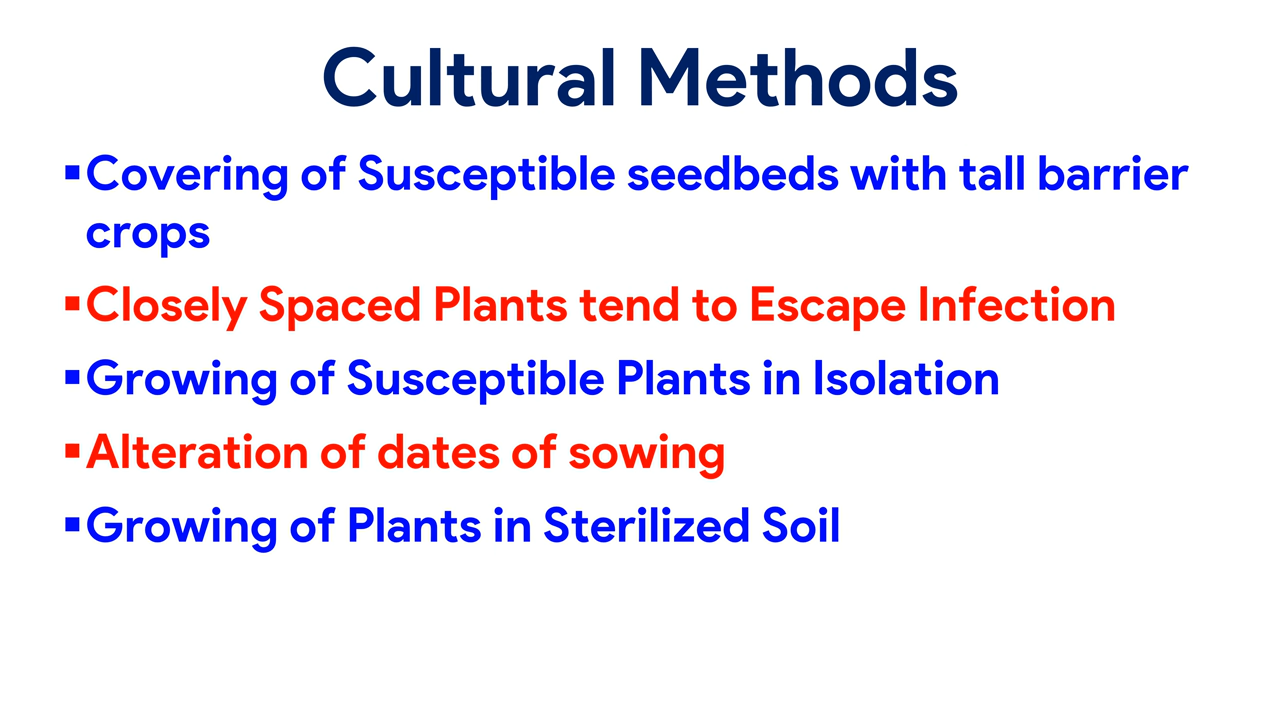 Cultural Methods
▪Covering of Susceptible seedbeds with tall barrier
crops
▪Closely Spaced Plants tend to Escape Infection
▪Growing of Susceptible Plants in Isolation
▪Alteration of dates of sowing
▪Growing of Plants in Sterilized Soil